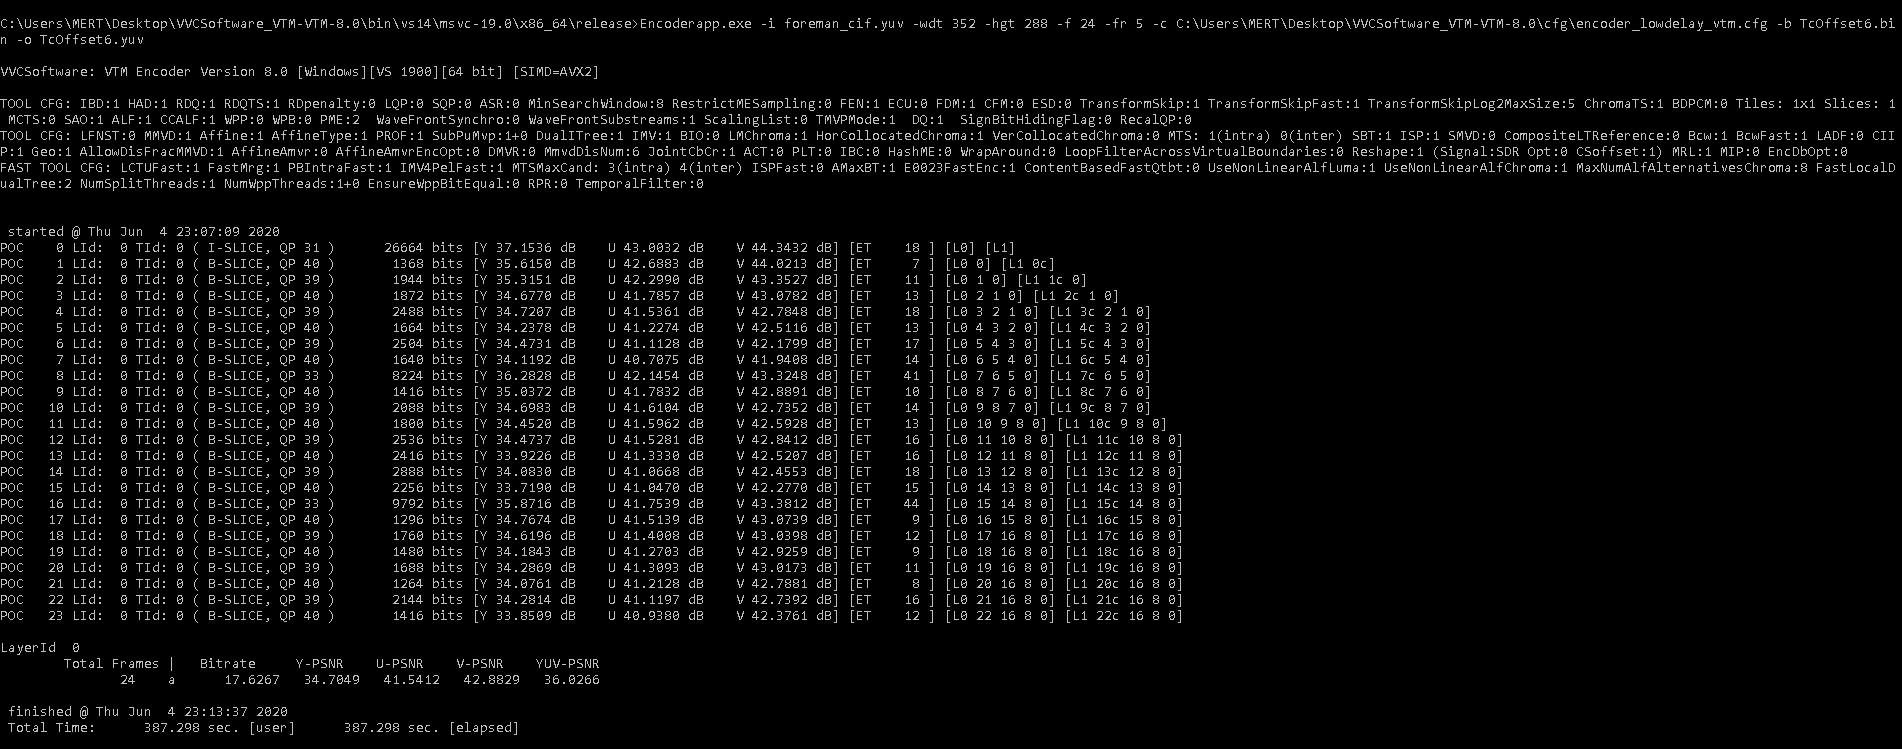 C:\Users\MERT\Desktop\VVCSoftware_VTM-VTM-8.0\bin\vs14\msvc-19.0\x86_64\release>Encoderapp.exe -i foreman_cif.yuv -wdt 352 -hgt 288 -f 24 -fr 5 -c C:\Users\MERT\Desktop\VVCSoftware_VTM-VTM-8.0\cfg\encoder_lowdelay_vtm.cfg -b TcOffset6.bi
n -o TcOffset6.yuv
VVCSoftware: VTM Encoder Version 8.0 [Windows][VS 1900][64 bit] [SIMD=AVX2]
TOOL CFG: IBD:1 HAD:1 RDQ:1 RDQTS:1 RDpenalty:0 LQP:0 SQP:0 ASR:0 MinSearchWindow:8 RestrictMESampling:0 FEN:1 ECU:0 FDM:1 CFM:0 ESD:0 TransformSkip:1 TransformSkipFast:1 TransformSkipLog2MaxSize:5 ChromaTS:1 BDPCM:0 Tiles: 1x1 Slices: 1
 MCTS:0 SAO:1 ALF:1 CCALF:1 WPP:0 WPB:0 PME:2  WaveFrontSynchro:0 WaveFrontSubstreams:1 ScalingList:0 TMVPMode:1  DQ:1  SignBitHidingFlag:0 RecalQP:0
TOOL CFG: LFNST:0 MMVD:1 Affine:1 AffineType:1 PROF:1 SubPuMvp:1+0 DualITree:1 IMV:1 BIO:0 LMChroma:1 HorCollocatedChroma:1 VerCollocatedChroma:0 MTS: 1(intra) 0(inter) SBT:1 ISP:1 SMVD:0 CompositeLTReference:0 Bcw:1 BcwFast:1 LADF:0 CII
P:1 Geo:1 AllowDisFracMMVD:1 AffineAmvr:0 AffineAmvrEncOpt:0 DMVR:0 MmvdDisNum:6 JointCbCr:1 ACT:0 PLT:0 IBC:0 HashME:0 WrapAround:0 LoopFilterAcrossVirtualBoundaries:0 Reshape:1 (Signal:SDR Opt:0 CSoffset:1) MRL:1 MIP:0 EncDbOpt:0
FAST TOOL CFG: LCTUFast:1 FastMrg:1 PBIntraFast:1 IMV4PelFast:1 MTSMaxCand: 3(intra) 4(inter) ISPFast:0 AMaxBT:1 E0023FastEnc:1 ContentBasedFastQtbt:0 UseNonLinearAlfLuma:1 UseNonLinearAlfChroma:1 MaxNumAlfAlternativesChroma:8 FastLocalD
ualTree:2 NumSplitThreads:1 NumWppThreads:1+0 EnsureWppBitEqual:0 RPR:0 TemporalFilter:0
started @ Thu Jun  4 23:07:09 2020
POC    0 LId:  0 TId: 0 ( I-SLICE, QP 31 )      26664 bits [Y 37.1536 dB    U 43.0032 dB    V 44.3432 dB] [ET    18 ] [L0] [L1]
POC    1 LId:  0 TId: 0 ( B-SLICE, QP 40 )       1368 bits [Y 35.6150 dB    U 42.6883 dB    V 44.0213 dB] [ET     7 ] [L0 0] [L1 0c]
POC    2 LId:  0 TId: 0 ( B-SLICE, QP 39 )       1944 bits [Y 35.3151 dB    U 42.2990 dB    V 43.3527 dB] [ET    11 ] [L0 1 0] [L1 1c 0]
POC    3 LId:  0 TId: 0 ( B-SLICE, QP 40 )       1872 bits [Y 34.6770 dB    U 41.7857 dB    V 43.0782 dB] [ET    13 ] [L0 2 1 0] [L1 2c 1 0]
POC    4 LId:  0 TId: 0 ( B-SLICE, QP 39 )       2488 bits [Y 34.7207 dB    U 41.5361 dB    V 42.7848 dB] [ET    18 ] [L0 3 2 1 0] [L1 3c 2 1 0]
POC    5 LId:  0 TId: 0 ( B-SLICE, QP 40 )       1664 bits [Y 34.2378 dB    U 41.2274 dB    V 42.5116 dB] [ET    13 ] [L0 4 3 2 0] [L1 4c 3 2 0]
POC    6 LId:  0 TId: 0 ( B-SLICE, QP 39 )       2504 bits [Y 34.4731 dB    U 41.1128 dB    V 42.1799 dB] [ET    17 ] [L0 5 4 3 0] [L1 5c 4 3 0]
POC    7 LId:  0 TId: 0 ( B-SLICE, QP 40 )       1640 bits [Y 34.1192 dB    U 40.7075 dB    V 41.9408 dB] [ET    14 ] [L0 6 5 4 0] [L1 6c 5 4 0]
POC    8 LId:  0 TId: 0 ( B-SLICE, QP 33 )       8224 bits [Y 36.2828 dB    U 42.1454 dB    V 43.3248 dB] [ET    41 ] [L0 7 6 5 0] [L1 7c 6 5 0]
POC    9 LId:  0 TId: 0 ( B-SLICE, QP 40 )       1416 bits [Y 35.0372 dB    U 41.7832 dB    V 42.8891 dB] [ET    10 ] [L0 8 7 6 0] [L1 8c 7 6 0]
POC   10 LId:  0 TId: 0 ( B-SLICE, QP 39 )       2088 bits [Y 34.6983 dB    U 41.6104 dB    V 42.7352 dB] [ET    14 ] [L0 9 8 7 0] [L1 9c 8 7 0]
POC   11 LId:  0 TId: 0 ( B-SLICE, QP 40 )       1800 bits [Y 34.4520 dB    U 41.5962 dB    V 42.5928 dB] [ET    13 ] [L0 10 9 8 0] [L1 10c 9 8 0]
POC   12 LId:  0 TId: 0 ( B-SLICE, QP 39 )       2536 bits [Y 34.4737 dB    U 41.5281 dB    V 42.8412 dB] [ET    16 ] [L0 11 10 8 0] [L1 11c 10 8 0]
POC   13 LId:  0 TId: 0 ( B-SLICE, QP 40 )       2416 bits [Y 33.9226 dB    U 41.3330 dB    V 42.5207 dB] [ET    16 ] [L0 12 11 8 0] [L1 12c 11 8 0]
POC   14 LId:  0 TId: 0 ( B-SLICE, QP 39 )       2888 bits [Y 34.0830 dB    U 41.0668 dB    V 42.4553 dB] [ET    18 ] [L0 13 12 8 0] [L1 13c 12 8 0]
POC   15 LId:  0 TId: 0 ( B-SLICE, QP 40 )       2256 bits [Y 33.7190 dB    U 41.0470 dB    V 42.2770 dB] [ET    15 ] [L0 14 13 8 0] [L1 14c 13 8 0]
POC   16 LId:  0 TId: 0 ( B-SLICE, QP 33 )       9792 bits [Y 35.8716 dB    U 41.7539 dB    V 43.3812 dB] [ET    44 ] [L0 15 14 8 0] [L1 15c 14 8 0]
POC   17 LId:  0 TId: 0 ( B-SLICE, QP 40 )       1296 bits [Y 34.7674 dB    U 41.5139 dB    V 43.0739 dB] [ET     9 ] [L0 16 15 8 0] [L1 16c 15 8 0]
POC   18 LId:  0 TId: 0 ( B-SLICE, QP 39 )       1760 bits [Y 34.6196 dB    U 41.4008 dB    V 43.0398 dB] [ET    12 ] [L0 17 16 8 0] [L1 17c 16 8 0]
POC   19 LId:  0 TId: 0 ( B-SLICE, QP 40 )       1480 bits [Y 34.1843 dB    U 41.2703 dB    V 42.9259 dB] [ET     9 ] [L0 18 16 8 0] [L1 18c 16 8 0]
POC   20 LId:  0 TId: 0 ( B-SLICE, QP 39 )       1688 bits [Y 34.2869 dB    U 41.3093 dB    V 43.0173 dB] [ET    11 ] [L0 19 16 8 0] [L1 19c 16 8 0]
POC   21 LId:  0 TId: 0 ( B-SLICE, QP 40 )       1264 bits [Y 34.0761 dB    U 41.2128 dB    V 42.7881 dB] [ET     8 ] [L0 20 16 8 0] [L1 20c 16 8 0]
POC   22 LId:  0 TId: 0 ( B-SLICE, QP 39 )       2144 bits [Y 34.2814 dB    U 41.1197 dB    V 42.7392 dB] [ET    16 ] [L0 21 16 8 0] [L1 21c 16 8 0]
POC   23 LId:  0 TId: 0 ( B-SLICE, QP 40 )       1416 bits [Y 33.8509 dB    U 40.9380 dB    V 42.3761 dB] [ET    12 ] [L0 22 16 8 0] [L1 22c 16 8 0]
LayerId  0
Total Frames |   Bitrate     Y-PSNR    U-PSNR    V-PSNR    YUV-PSNR
24    a      17.6267   34.7049   41.5412   42.8829   36.0266
finished @ Thu Jun  4 23:13:37 2020
Total Time:      387.298 sec. [user]      387.298 sec. [elapsed]